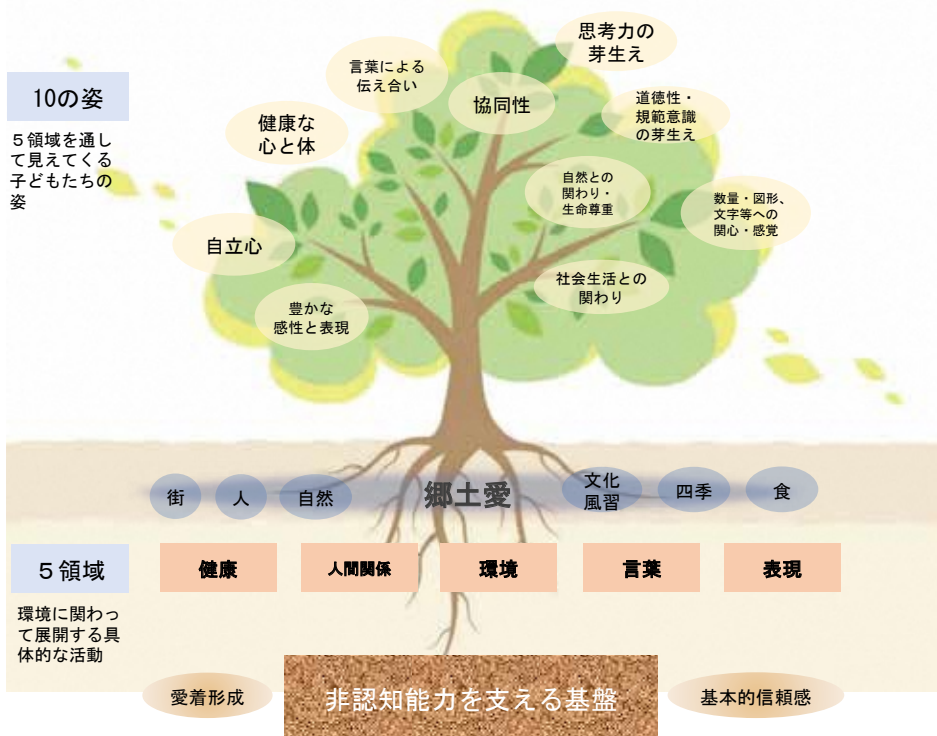 10の姿
５領域を通し
て見えてくる
子どもたちの
姿
思考力の
芽生え
言葉による
伝え合い
協同性
道徳性・
規範意識
の芽生え
健康な
心と体
自然との
関わり・
生命尊重
数量・図形、
文字等への
関心・感覚
自立心
社会生活との
関わり
豊かな
感性と表現
街
人
自然
郷土愛
文化
風習
四季
食
５領域
環境に関わっ
て展開する具
体的な活動
健康
人間関係
環境
言葉
表現
愛着形成
非認知能力を支える基盤
基本的信頼感